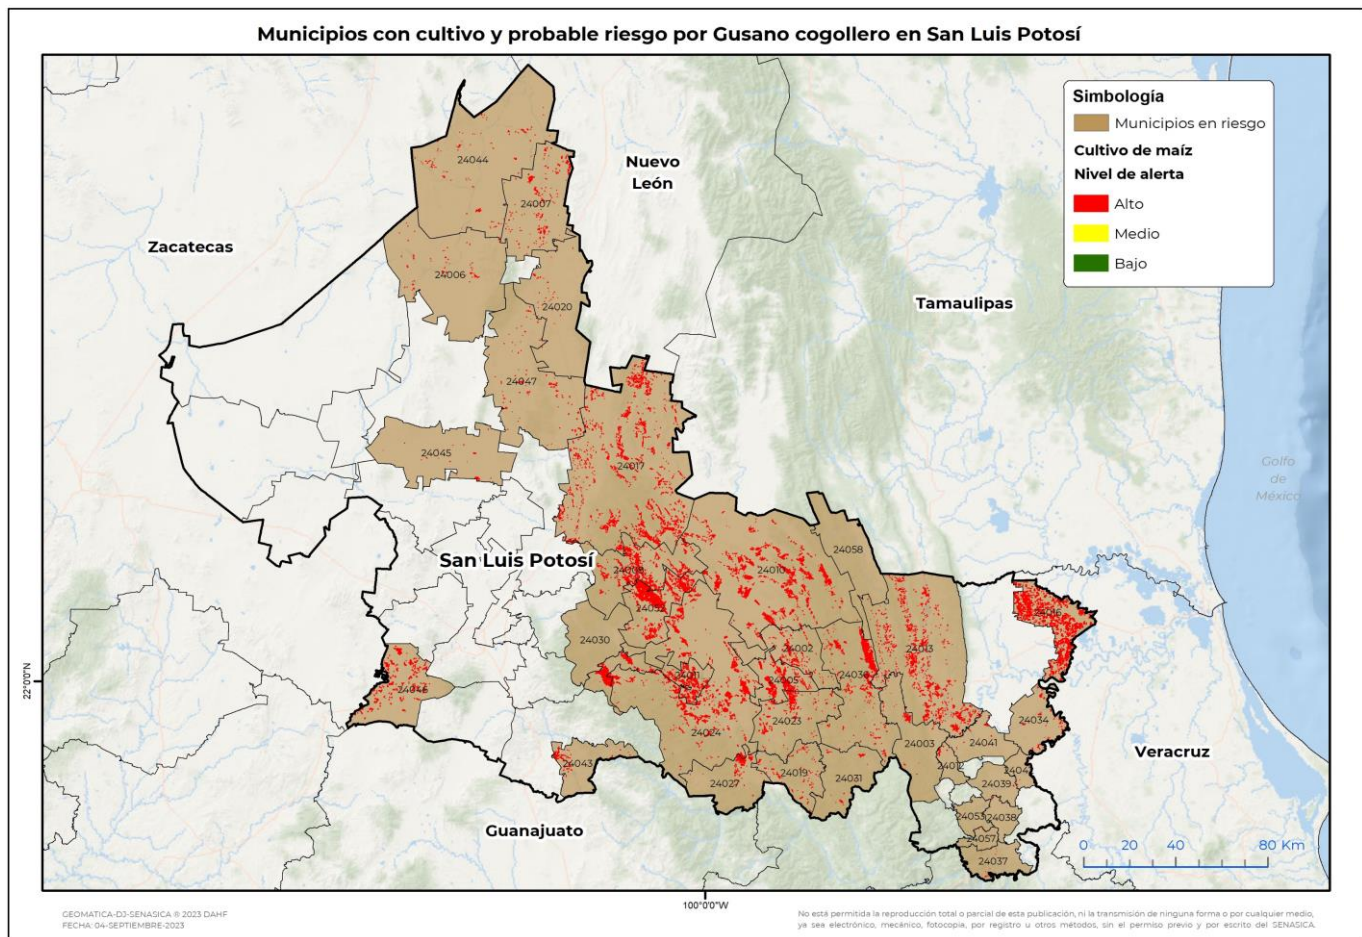 Municipios con cultivo y probable riesgo por Gusano cogollero en San Luis Potosí
Simbología
Municipios en riesgo
Cultivo de maíz
Nivel de alerta
Alto
Medio
Bajo
Nuevo
León
Zacatecas
Tamaulipas
Golfo
de
México
San Luis Potosí
Veracruz
Guanajuato
24044
24007
24006
24020
24047
24045
24017
24058
24010
24030
24002
24013
24016
24046
24011
24005
24024
24023
24003
24034
24041
24012
24043
24027
24019
24031
24039
24053
24038
24057
24037
22°0'0"N
100°0'0"W
0 20 40 80 Km
GEOMATICA-DJ-SENASICA © 2023 DAHF
FECHA: 04-SEPTIEMBRE-2023
No está permitida la reproducción total o parcial de esta publicación, ni la transmisión de ninguna forma o por cualquier medio,
ya sea electrónico, mecánico, fotocopia, por registro u otros métodos, sin el permiso previo y por escrito del SENASICA.